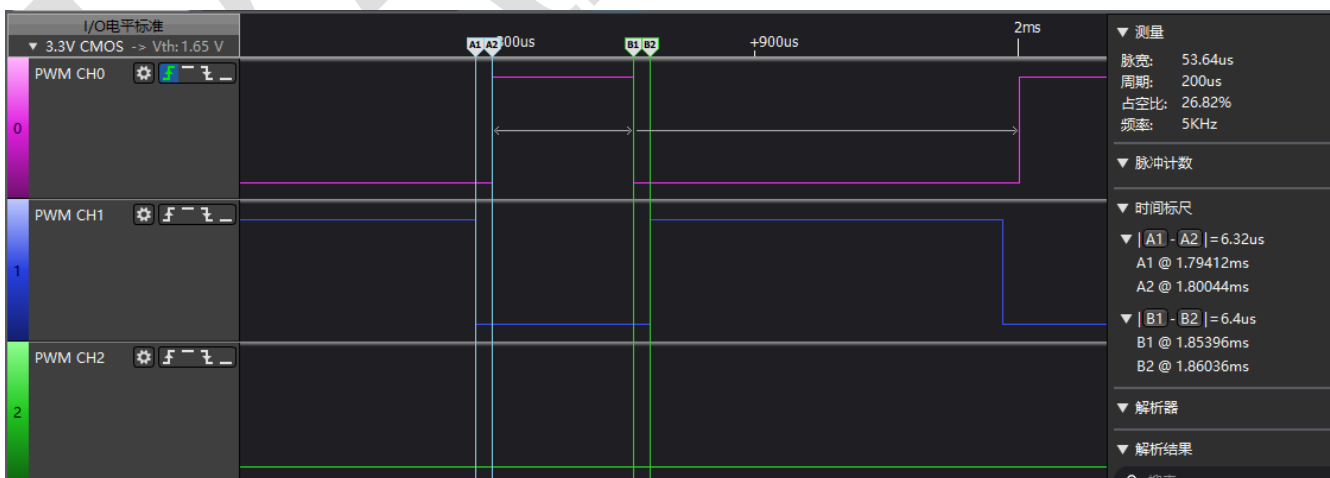 I/O电平标准
▼ 3.3V CMOS -> Vth: 1.65 V
A1 A2 800us B1 B2 +900us 2ms
PWM CH0
0
PWM CH1
1
PWM CH2
2
▼ 测量
脉宽: 53.64us
周期: 200us
占空比: 26.82%
频率: 5KHz
▼ 脉冲计数
▼ 时间标尺
▼ | A1 - A2 | = 6.32us
A1 @ 1.79412ms
A2 @ 1.80044ms
▼ | B1 - B2 | = 6.4us
B1 @ 1.85396ms
B2 @ 1.86036ms
▼ 解析器
▼ 解析结果